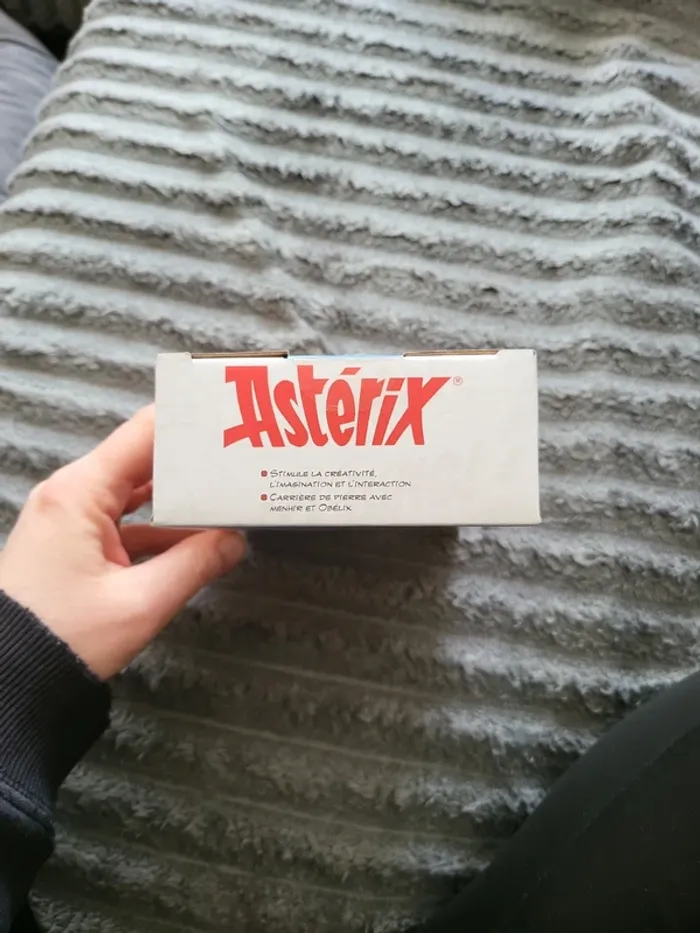 Astérix ®
STIMULE LA CRÉATIVITÉ,
L'IMAGINATION ET L'INTERACTION
CARRIÈRE DE PIERRE AVEC
MENHIR ET OBÉLIX